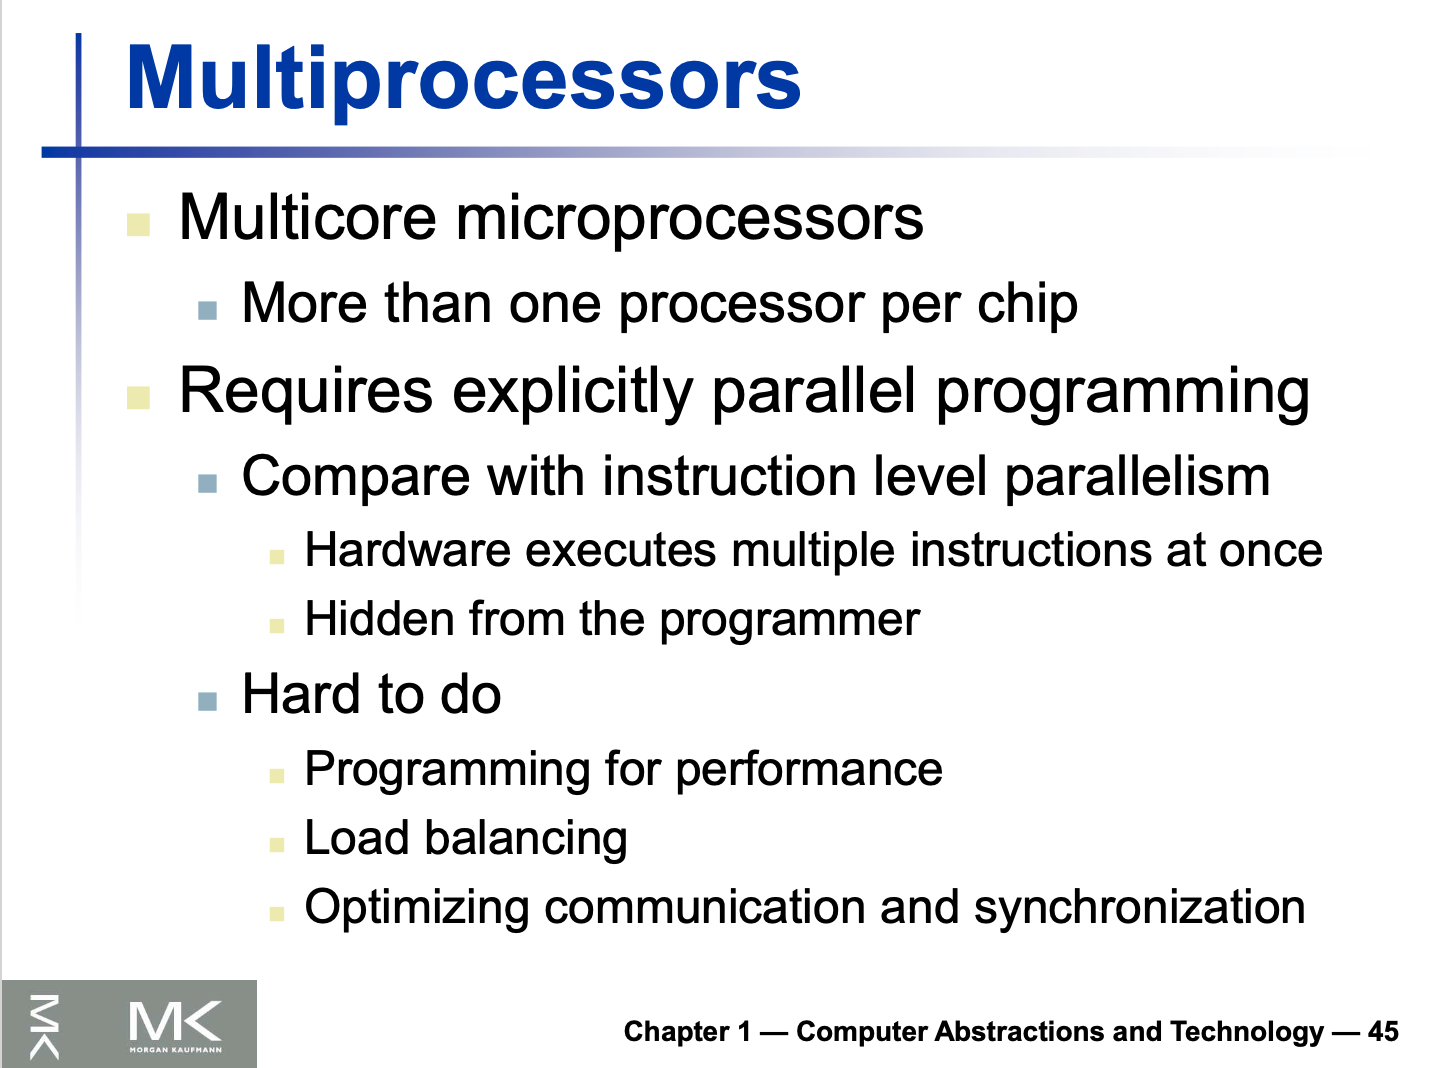 Multiprocessors
Multicore microprocessors
More than one processor per chip
Requires explicitly parallel programming
Compare with instruction level parallelism
Hardware executes multiple instructions at once
Hidden from the programmer
Hard to do
Programming for performance
Load balancing
Optimizing communication and synchronization
MK
MK
MORGAN KAUFMANN
Chapter 1 — Computer Abstractions and Technology — 45